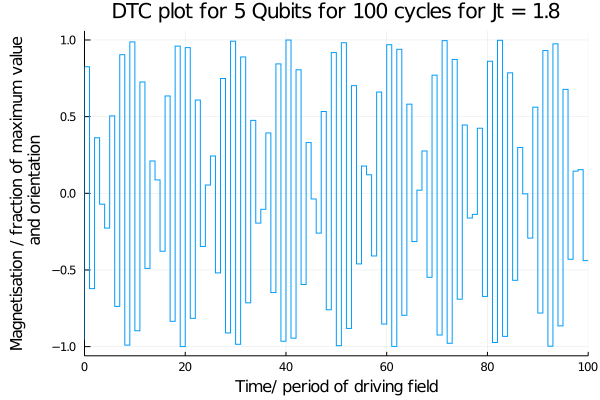 DTC plot for 5 Qubits for 100 cycles for Jt = 1.8
Magnetisation / fraction of maximum value
and orientation
1.0
0.5
0.0
−0.5
−1.0
0
20
40
60
80
100
Time/ period of driving field